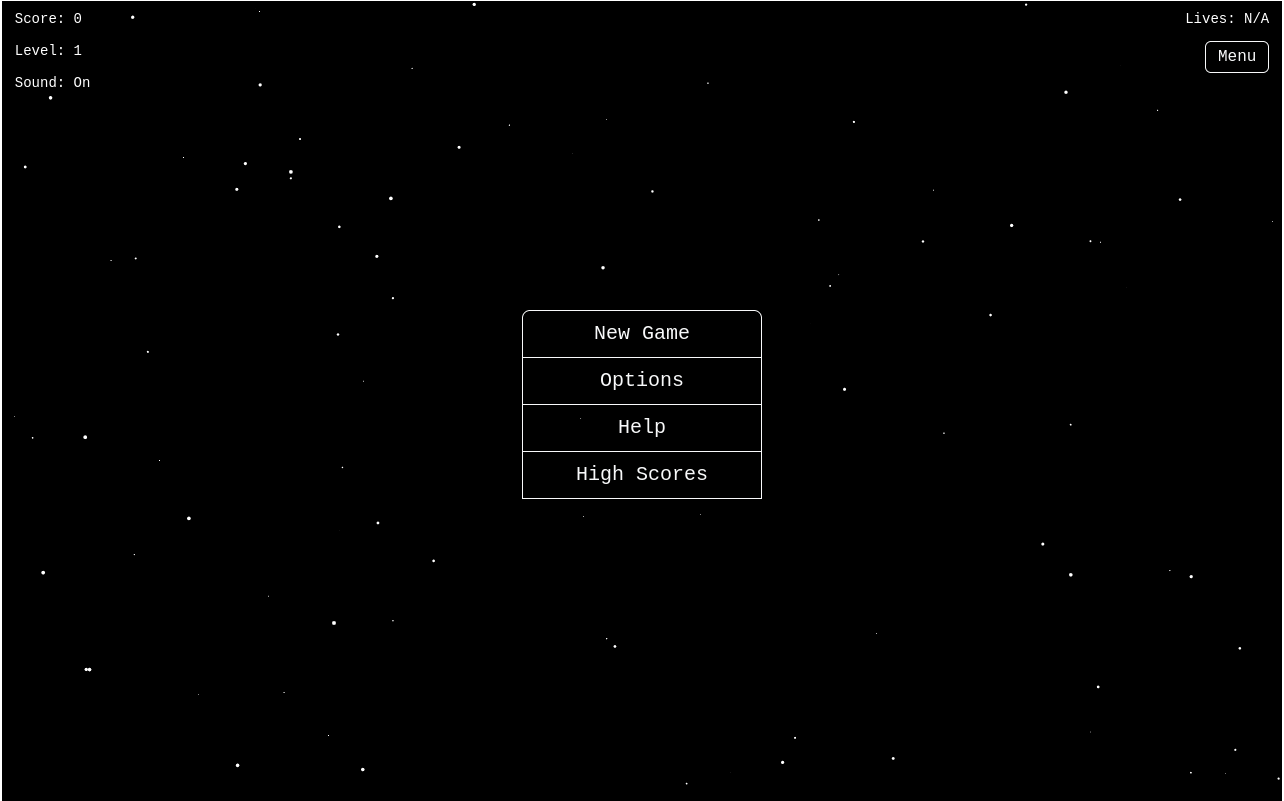 Score: 0
Lives: N/A
Level: 1
Menu
Sound: On
New Game
Options
Help
High Scores